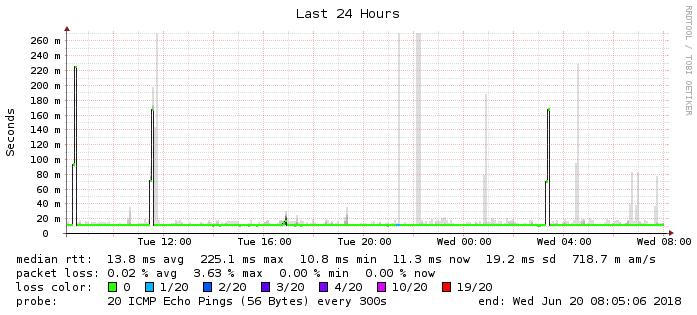 Last 24 Hours
RRDTOOL / TOBI OETIKER
Seconds
260 m
240 m
220 m
200 m
180 m
160 m
140 m
120 m
100 m
80 m
60 m
40 m
20 m
0
Tue 12:00 Tue 16:00 Tue 20:00 Wed 00:00 Wed 04:00 Wed 08:00
median rtt: 13.8 ms avg 225.1 ms max 10.8 ms min 11.3 ms now 19.2 ms sd 718.7 m am/s
packet loss: 0.02 % avg 3.63 % max 0.00 % min 0.00 % now
loss color: 0 1/20 2/20 3/20 4/20 10/20 19/20
probe: 20 ICMP Echo Pings (56 Bytes) every 300s end: Wed Jun 20 08:05:06 2018